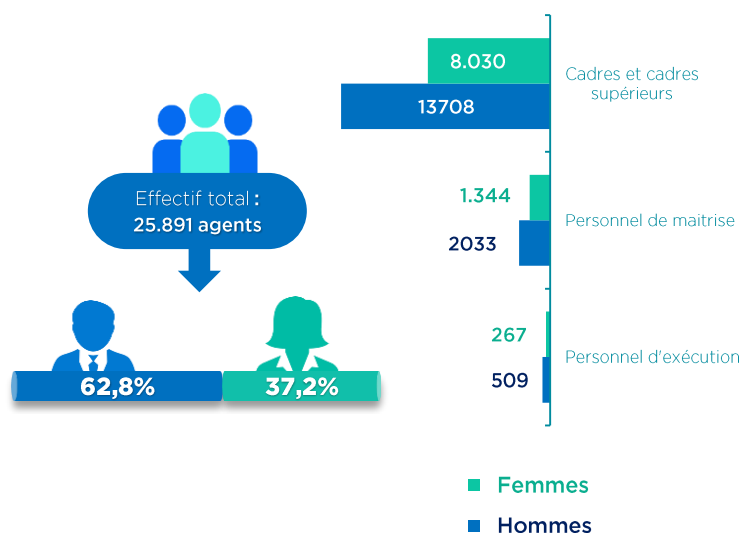 Effectif total :
25.891 agents
62,8%
37,2%
8.030
13708
Cadres et cadres
supérieurs
1.344
2033
Personnel de maitrise
267
509
Personnel d'exécution
Femmes
Hommes